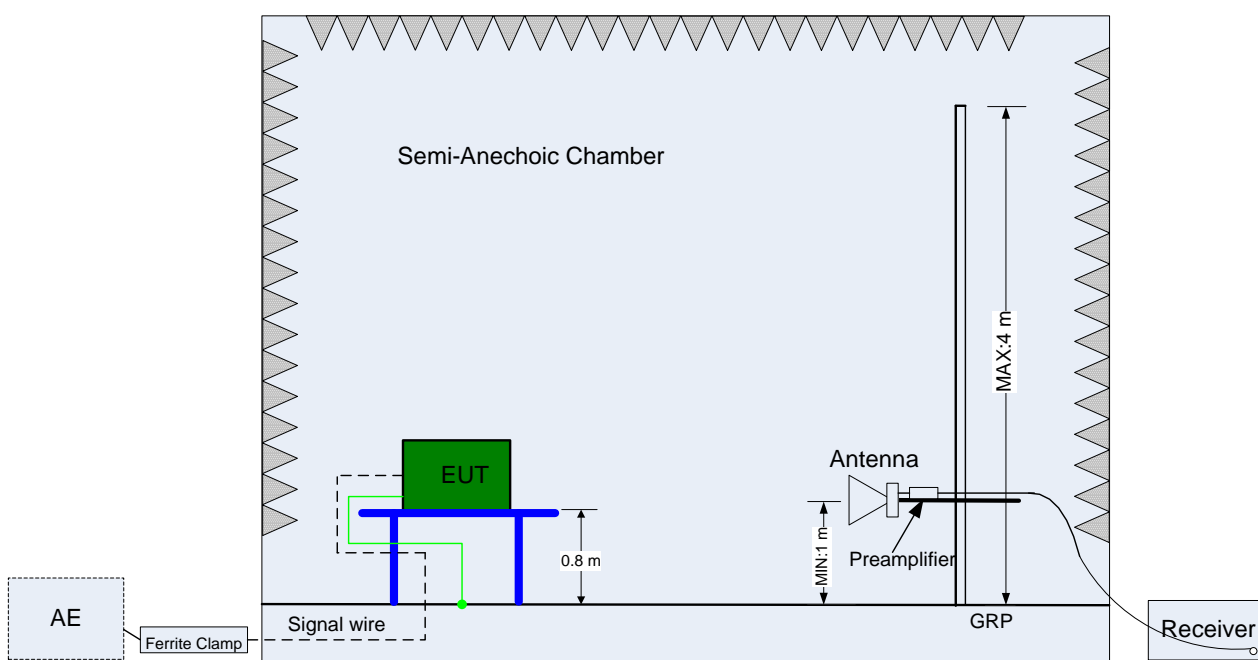 Semi-Anechoic Chamber
MAX:4 m
EUT
Antenna
MIN:1 m
Preamplifier
0.8 m
AE
Ferrite Clamp
Signal wire
GRP
Receiver